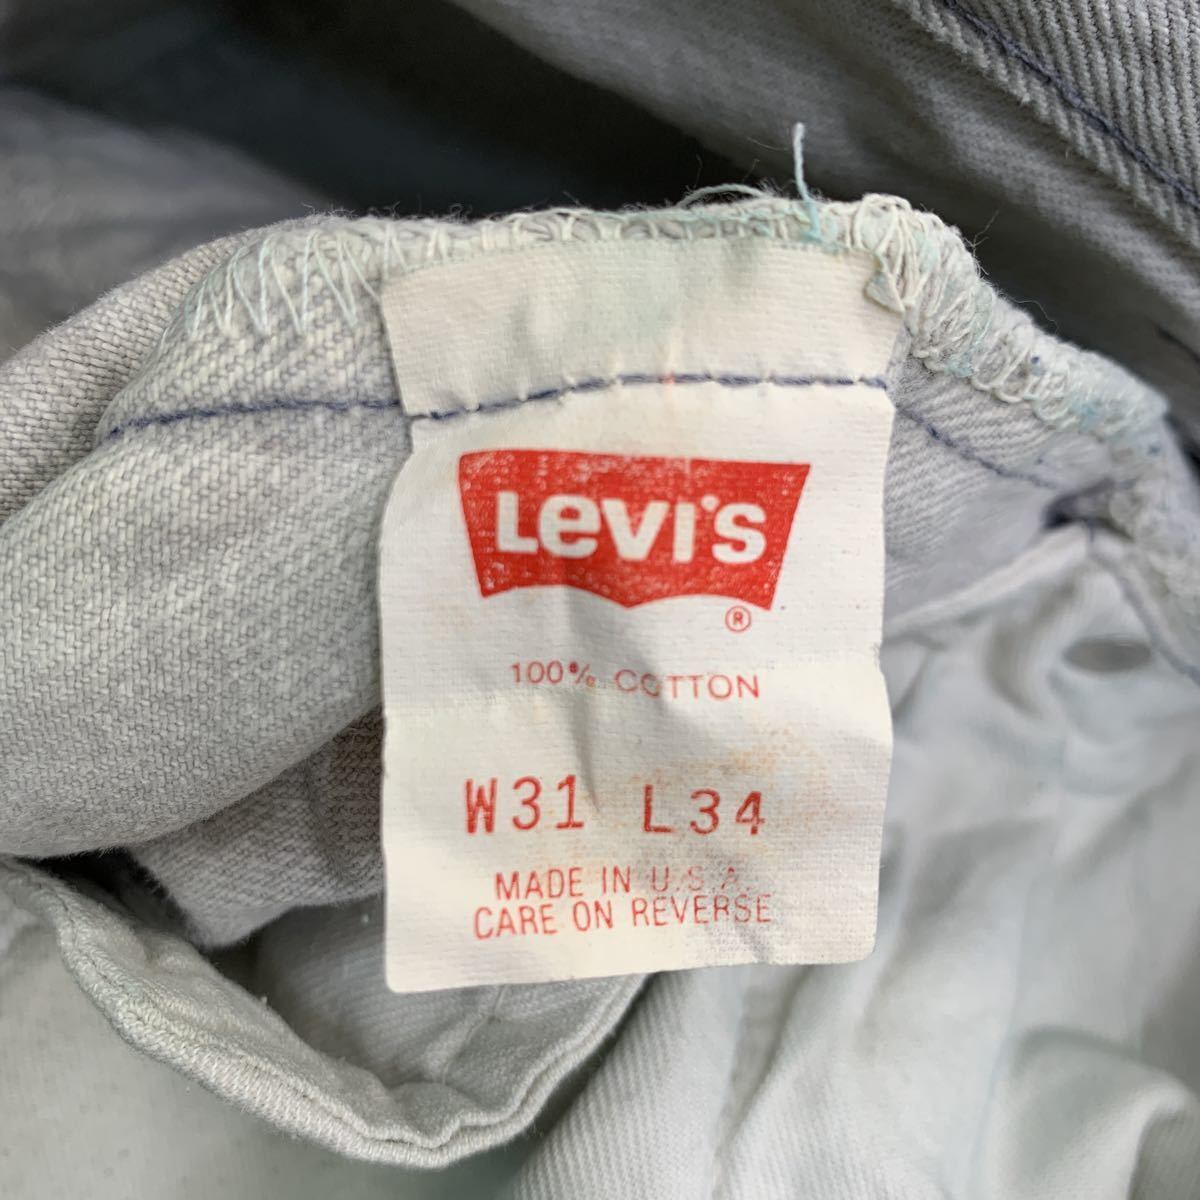 Levi's
®
100% COTTON
W31 L34
MADE IN U.S.A.
CARE ON REVERSE